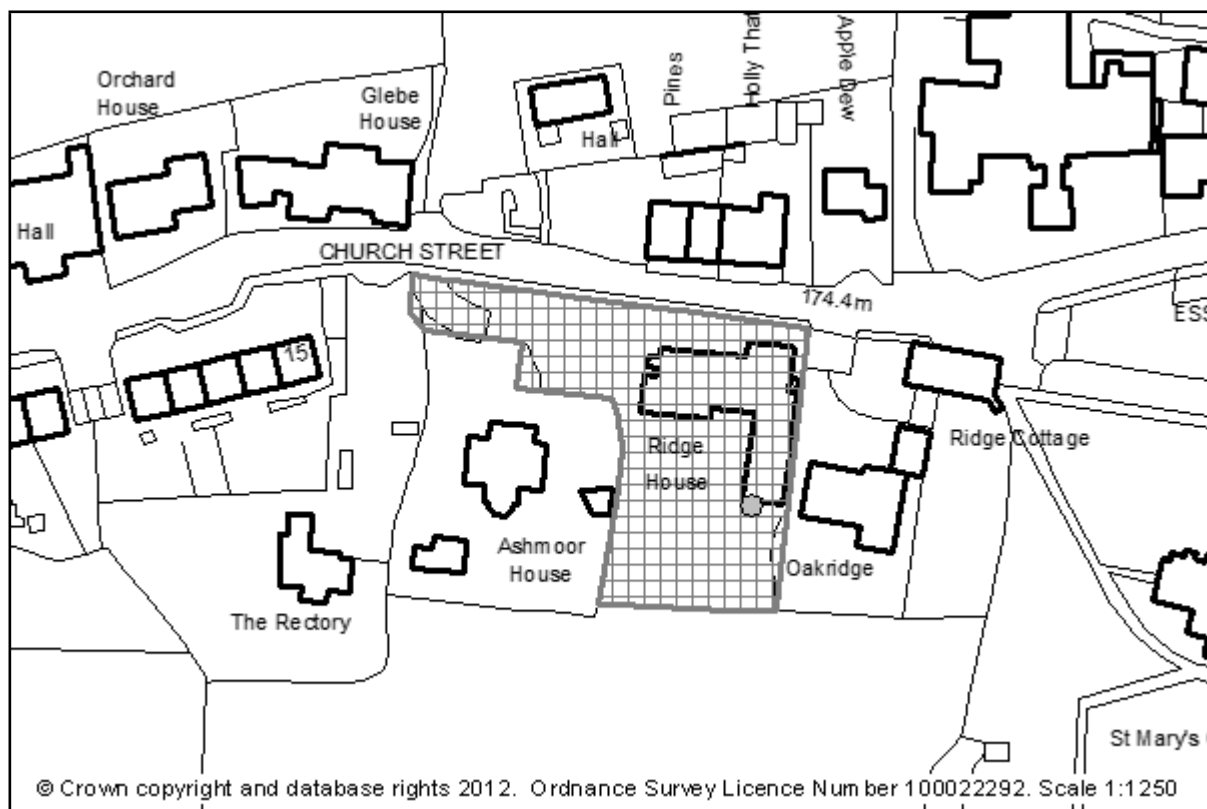 Pines
Holly That
Apple Dew
Orchard
House
Glebe
House
Hall
Hall
CHURCH STREET
174.4m
ESS
15
Ridge
House
Ridge Cottage
Ashmoor
House
Oakridge
The Rectory
St Mary's
© Crown copyright and database rights 2012. Ordnance Survey Licence Number 100022292. Scale 1:1250